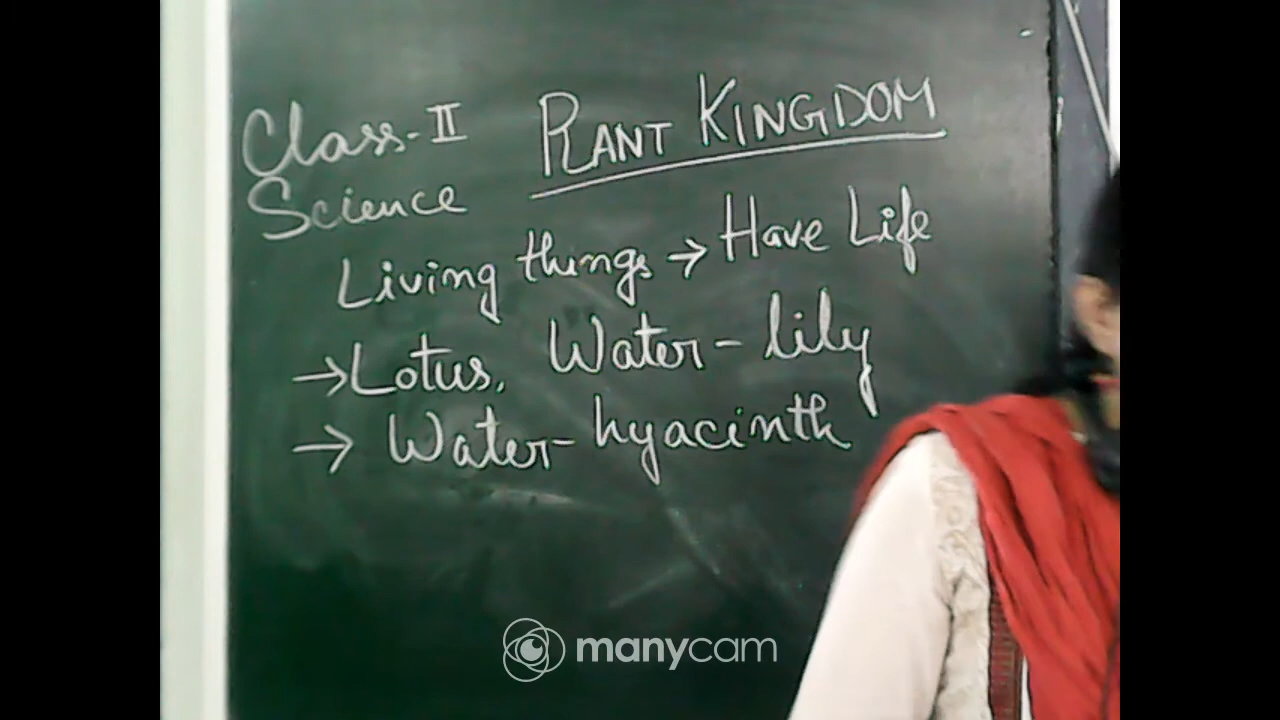 Class-II PLANT KINGDOM
Science
Living things → Have Life
→ Lotus, Water-lily
→ Water-hyacinth
manycam